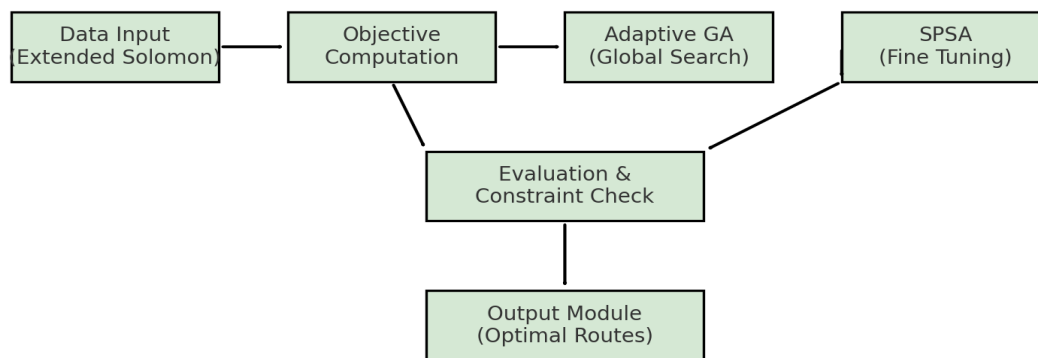 Data Input
(Extended Solomon)
Objective
Computation
Adaptive GA
(Global Search)
SPSA
(Fine Tuning)
Evaluation &
Constraint Check
Output Module
(Optimal Routes)